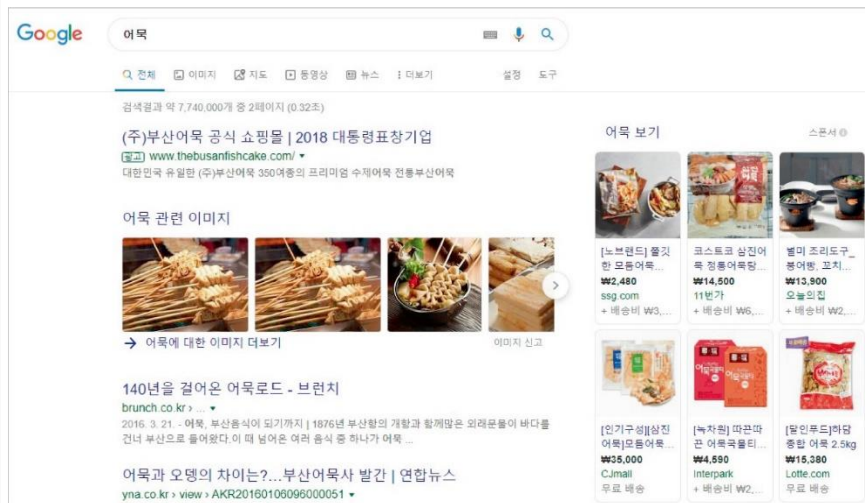 Google
어묵
전체 이미지 지도 동영상 뉴스 더보기 설정 도구
검색결과 약 7,740,000개 중 2페이지 (0.32초)
(주)부산어묵 공식 쇼핑몰 | 2018 대통령표창기업
광고 www.thebusanfishcake.com/
대한민국 유일한 (주)부산어묵 350여종의 프리미엄 수제어묵 전통부산어묵
어묵 관련 이미지
어묵에 대한 이미지 더보기
이미지 신고
140년을 걸어온 어묵로드 - 브런치
brunch.co.kr › ...
2016. 3. 21. - 어묵, 부산음식이 되기까지 | 1876년 부산항의 개항과 함께많은 외래문물이 바다를
건너 부산으로 들어왔다.이 때 넘어온 여러 음식 중 하나가 어묵 ...
어묵과 오뎅의 차이는?...부산어묵사 발간 | 연합뉴스
yna.co.kr › view › AKR20160106096000051
어묵 보기
스폰서
[노브랜드] 쫄깃
한 모듬어묵...
₩2,480
ssg.com
+ 배송비 ₩3,...
코스트코 삼진어
묵 정통어묵탕...
₩14,500
11번가
+ 배송비 ₩6,...
별미 조리도구_
붕어빵, 꼬치...
₩13,900
오늘의집
+ 배송비 ₩2,...
[인기구성][삼진
어묵]모듬어묵...
₩35,000
CJmall
무료 배송
[녹차원] 따끈따
끈 어묵국물티...
₩4,590
Interpark
+ 배송비 ₩2,...
[달인푸드]하담
종합 어묵 2.5kg
₩15,380
Lotte.com
무료 배송